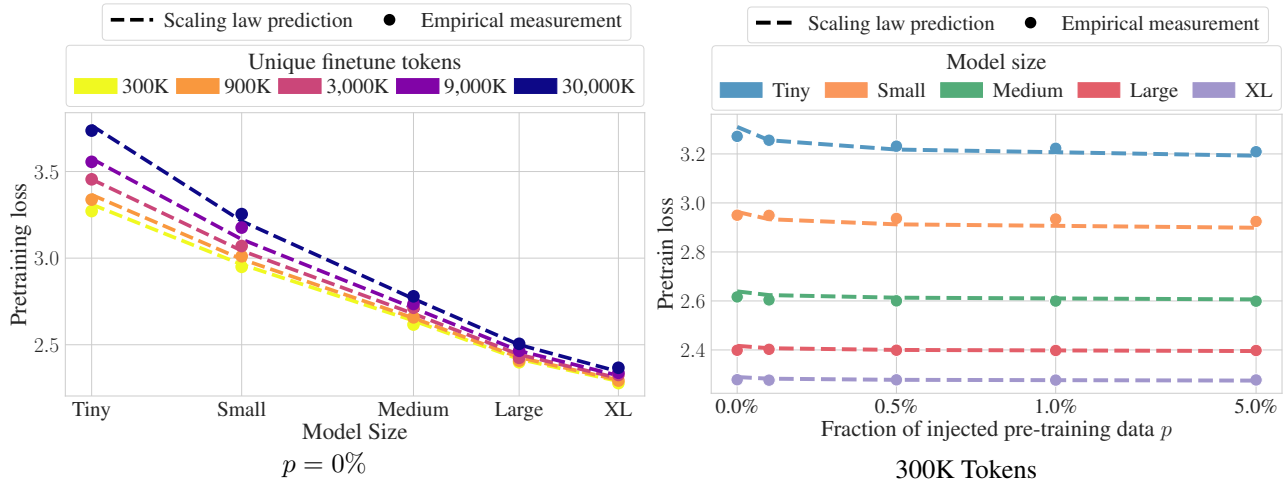 Scaling law prediction Empirical measurement
Unique finetune tokens
300K 900K 3,000K 9,000K 30,000K
Pretraining loss
3.5
3.0
2.5
Tiny Small Medium Large XL
Model Size
p = 0%
Scaling law prediction Empirical measurement
Model size
Tiny Small Medium Large XL
Pretrain loss
3.2
3.0
2.8
2.6
2.4
0.0% 0.5% 1.0% 5.0%
Fraction of injected pre-training data p
300K Tokens